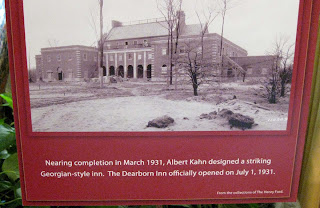 Nearing completion in March 1931, Albert Kahn designed a striking
Georgian-style inn. The Dearborn Inn officially opened on July 1, 1931.
From the collections of The Henry Ford.